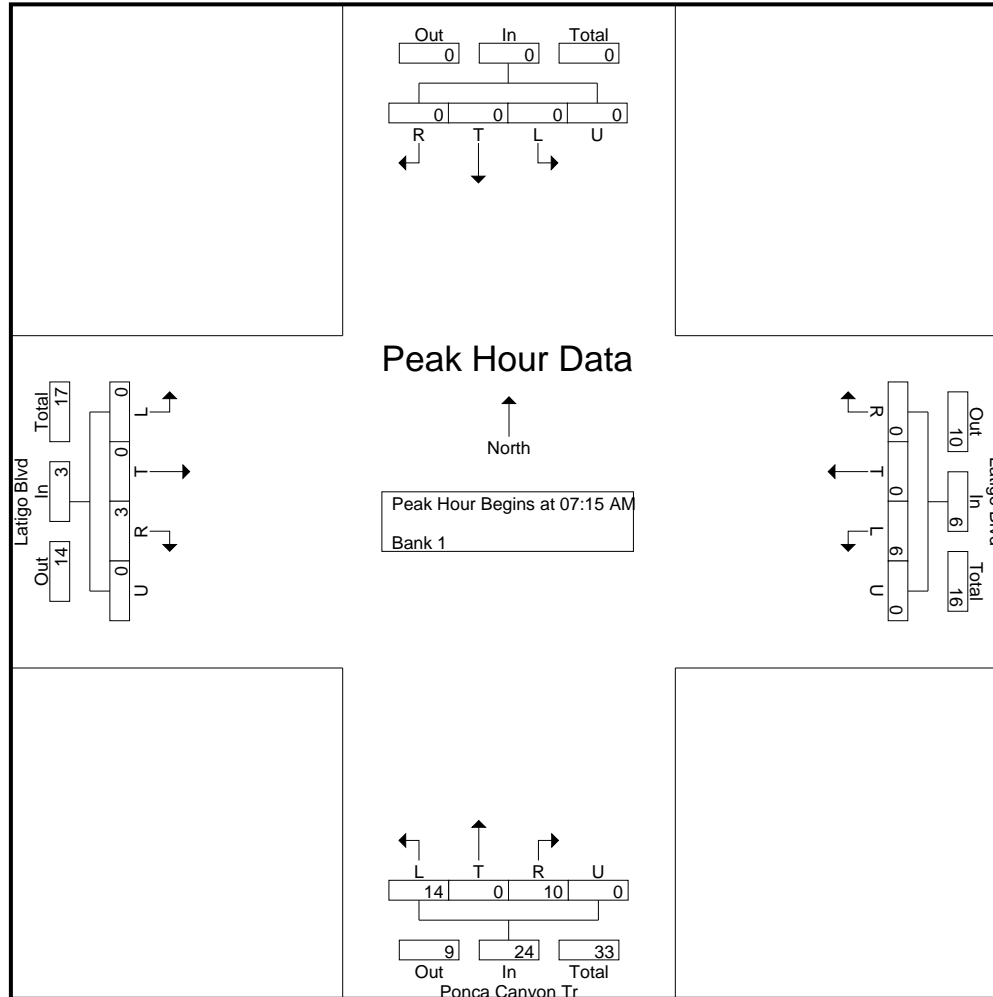 Out In Total
0 0 0
0 0 0 0
R T L U
Peak Hour Data
North
Peak Hour Begins at 07:15 AM
Bank 1
Latigo Blvd
Total In Out
17 3 14
0 0 3 0
L T R U
R T L U
0 0 6 0
Out In Total
10 6 16
Latigo Blvd
L T R U
14 0 10 0
9 24 33
Out In Total
Ponca Canyon Tr